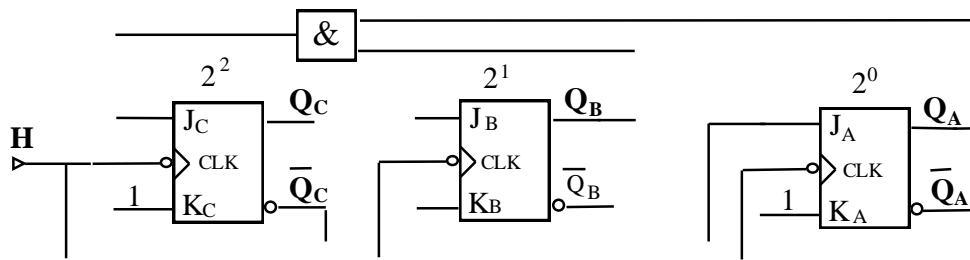 &
2² 2¹ 2⁰
J_C Q_C J_B Q_B J_A Q_A
H CLK CLK CLK
1 K_C Q̅_C K_B Q̅_B 1 K_A Q̅_A